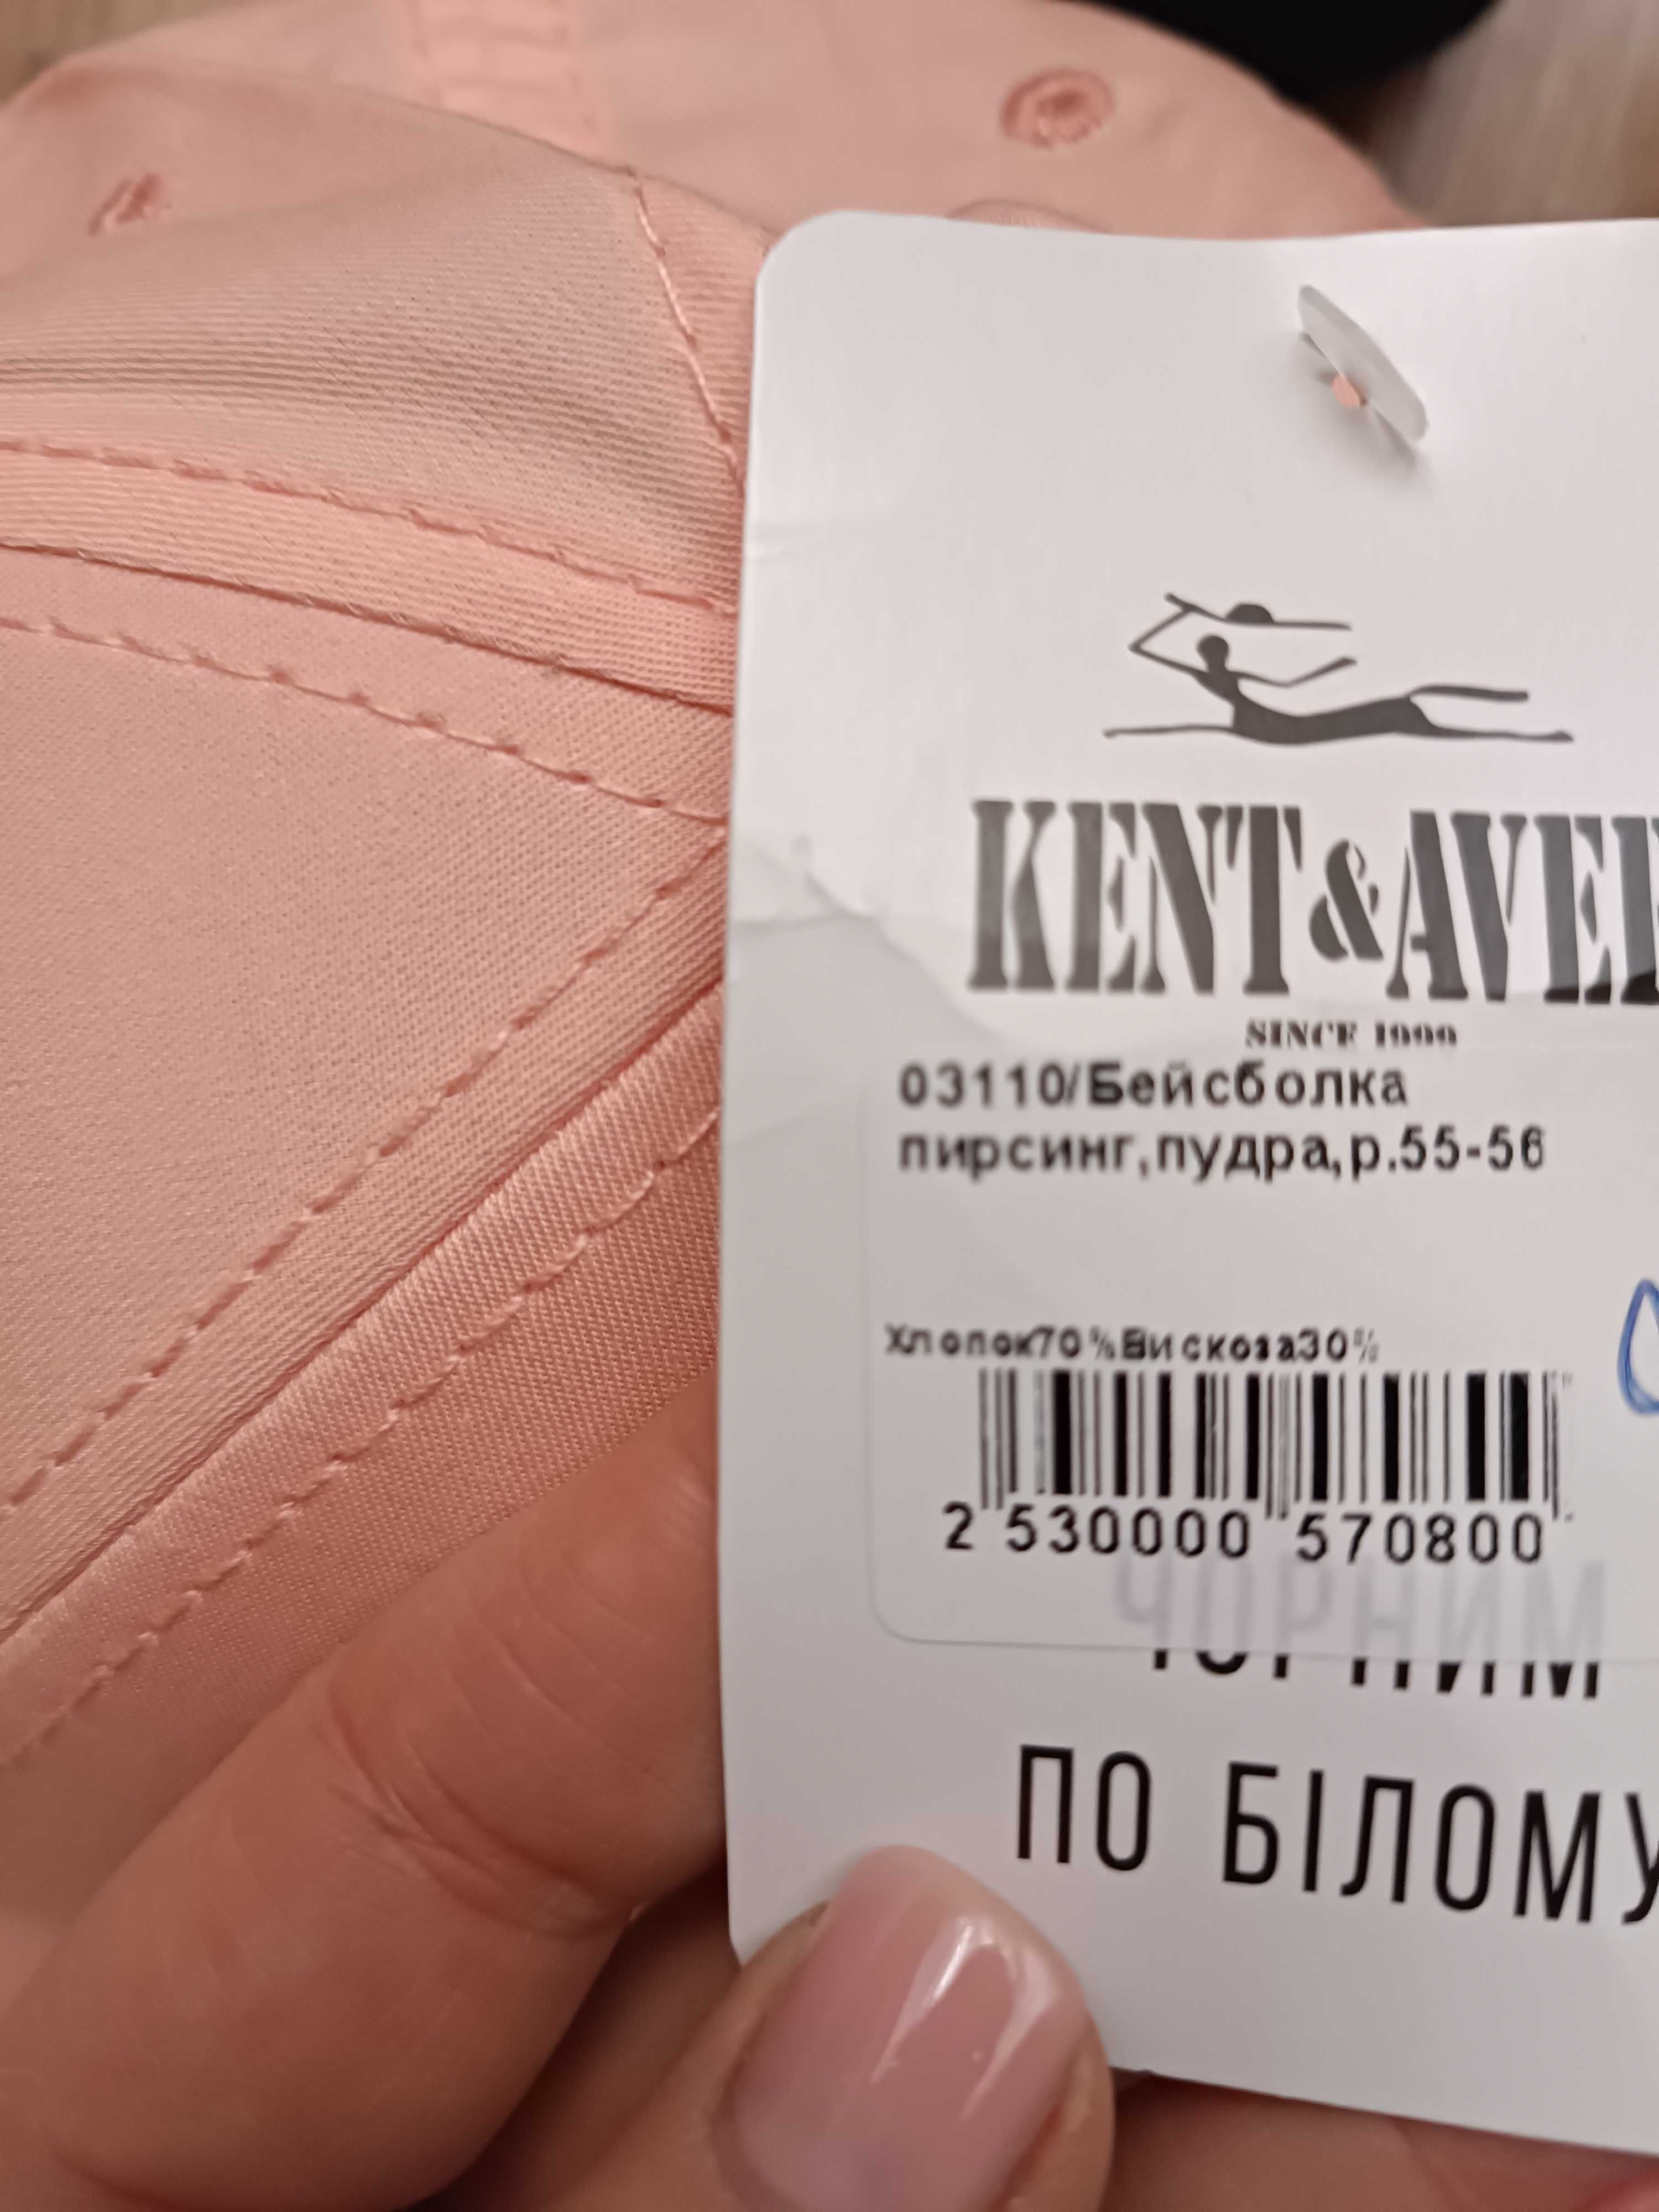 KENT&AVE
SINCE 1999
03110/Бейсболка
пирсинг,пудра,р.55-56
Хлопок70%Вискоза30%
2 530000 570800
ЧОРНИМ
ПО БІЛОМУ